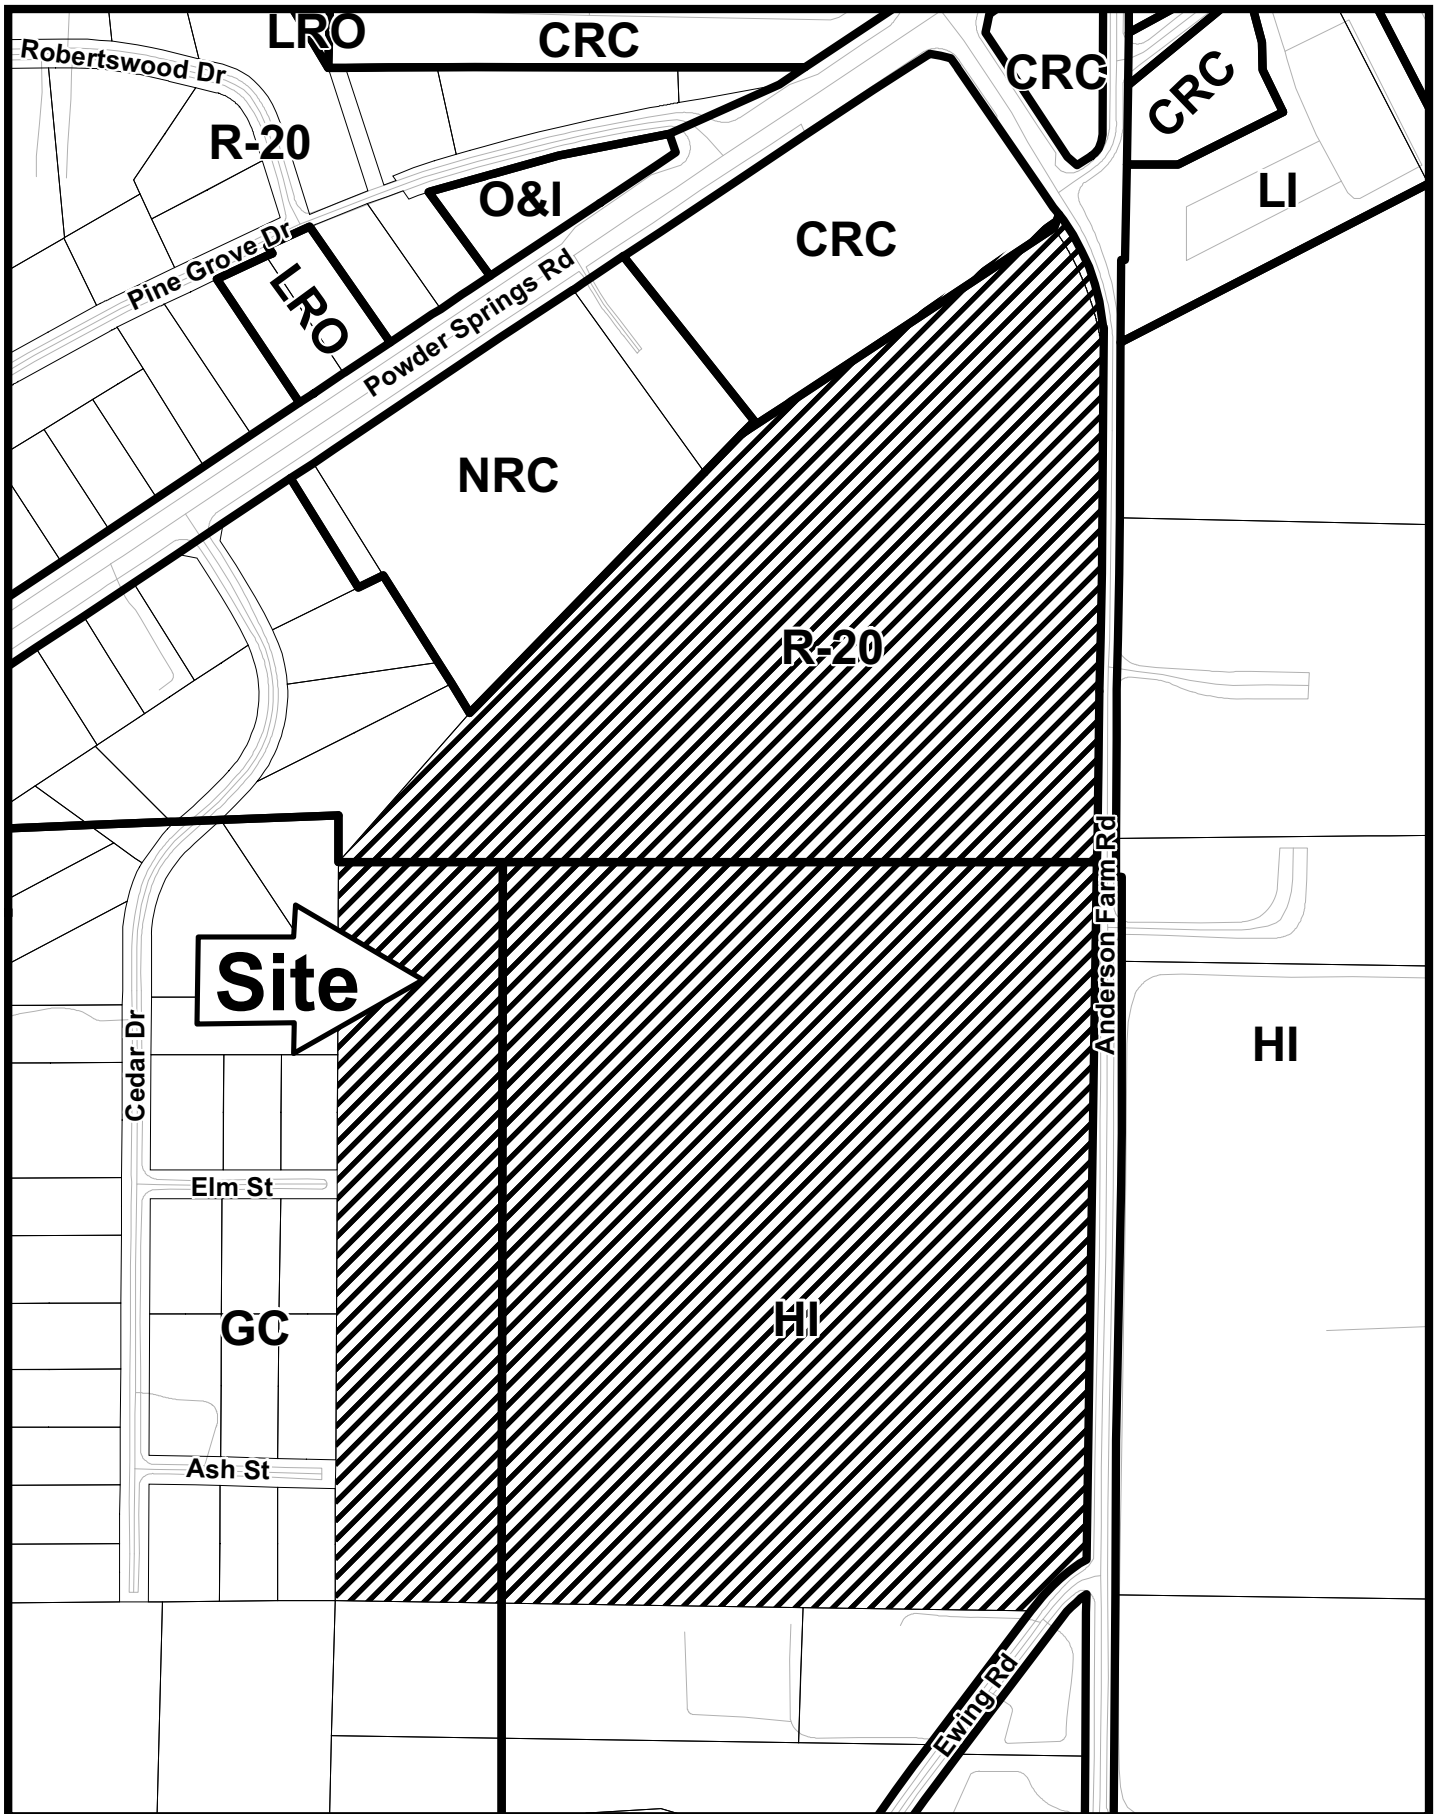 LRO
CRC
Robertswood Dr
CRC
CRC
R-20
O&I
LI
CRC
Pine Grove Dr
LRO
Powder Springs Rd
NRC
R-20
Anderson Farm Rd
Site
Cedar Dr
HI
Elm St
GC
HI
Ash St
Ewing Rd